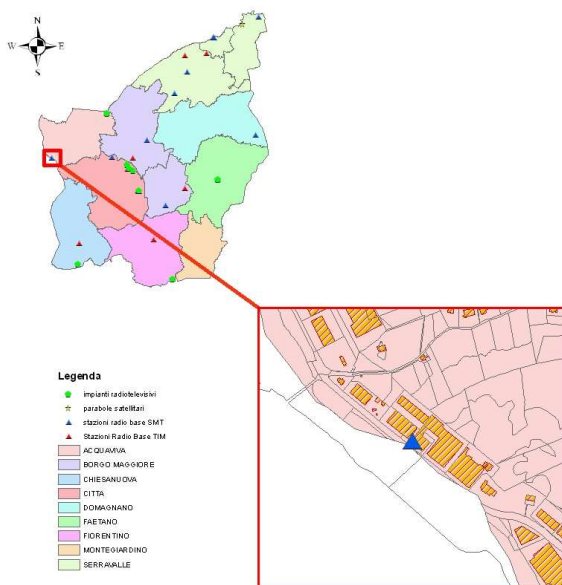 N
W E
S
Legenda
impianti radiotelevisivi
parabole satellitari
stazioni radio base SMT
Stazioni Radio Base TIM
ACQUAVIVA
BORGO MAGGIORE
CHIESANUOVA
CITTA
DOMAGNANO
FAETANO
FIORENTINO
MONTEGIARDINO
SERRAVALLE